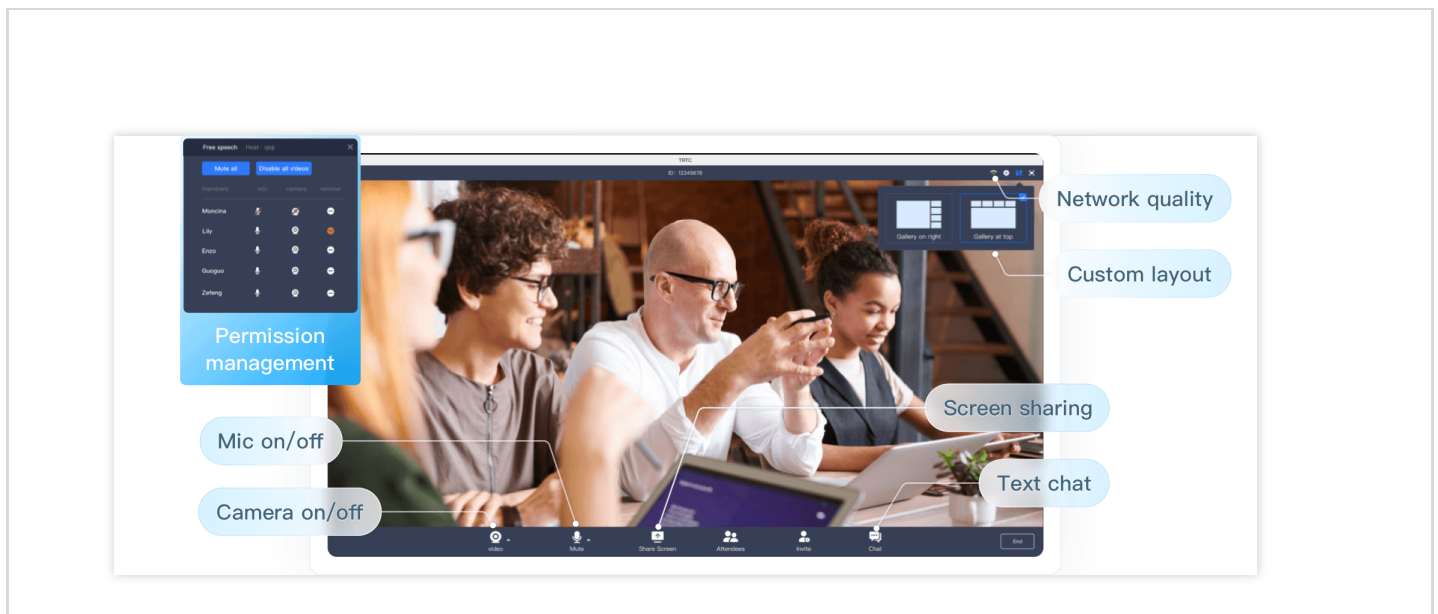 Free speech Host : qiqi
Mute all Disable all videos
members camera remove
Moncina
Lily
Enzo
Guoguo
Zefeng
Permission
management
TRTC
ID: 12345678
Gallery on right Gallery at top
Network quality
Custom layout
Screen sharing
Mic on/off
Text chat
Camera on/off
video Mute Share Screen Attendees Invite Chat End